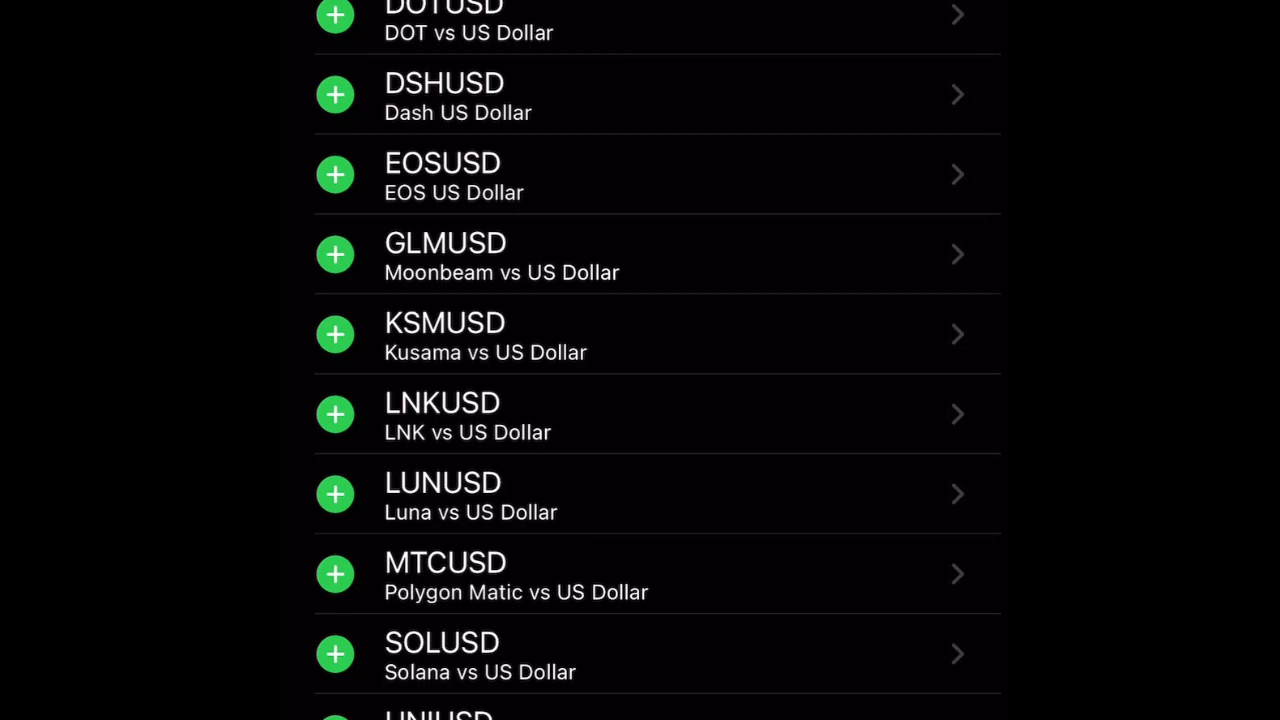 DOTUSD
DOT vs US Dollar
DSHUSD
Dash US Dollar
EOSUSD
EOS US Dollar
GLMUSD
Moonbeam vs US Dollar
KSMUSD
Kusama vs US Dollar
LNKUSD
LNK vs US Dollar
LUNUSD
Luna vs US Dollar
MTCUSD
Polygon Matic vs US Dollar
SOLUSD
Solana vs US Dollar
UNIUSD